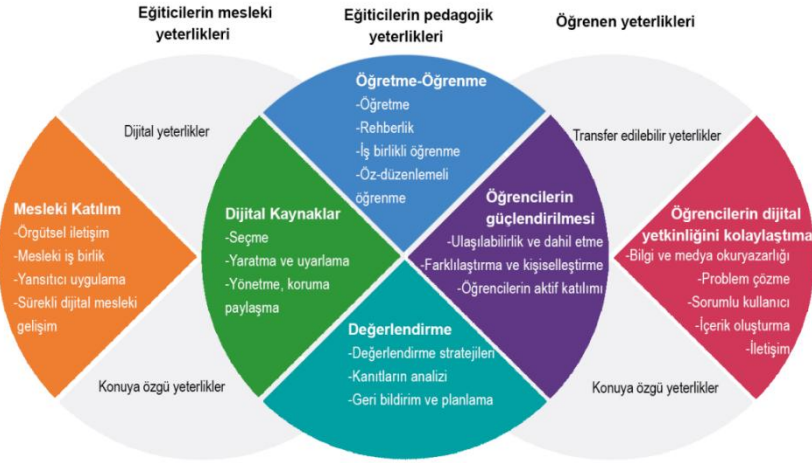 Eğiticilerin mesleki
yeterlikleri
Eğiticilerin pedagojik
yeterlikleri
Öğrenen yeterlikleri
Dijital yeterlikler
Öğretme-Öğrenme
-Öğretme
-Rehberlik
-İş birlikli öğrenme
-Öz-düzenlemeli
öğrenme
Transfer edilebilir yeterlikler
Mesleki Katılım
-Örgütsel iletişim
-Mesleki iş birlik
-Yansıtıcı uygulama
-Sürekli dijital mesleki
gelişim
Dijital Kaynaklar
-Seçme
-Yaratma ve uyarlama
-Yönetme, koruma
paylaşma
Öğrencilerin
güçlendirilmesi
-Ulaşılabilirlik ve dahil etme
-Farklılaştırma ve kişiselleştirme
-Öğrencilerin aktif katılımı
Öğrencilerin dijital
yetkinliğini kolaylaştıma
-Bilgi ve medya okuryazarlığı
-Problem çözme
-Sorumlu kullanıcı
-İçerik oluşturma
-İletişim
Değerlendirme
-Değerlendirme stratejileri
-Kanıtların analizi
-Geri bildirim ve planlama
Konuya özgü yeterlikler
Konuya özgü yeterlikler